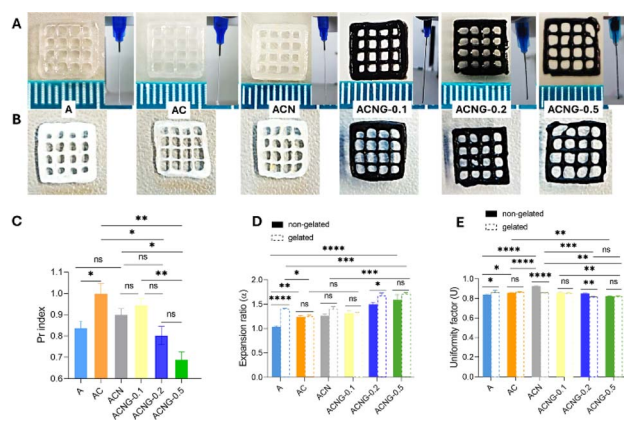 A
A
AC
ACN
ACNG-0.1
ACNG-0.2
ACNG-0.5
B
C
**
*
*
ns
ns
*
ns
**
ns
Pr index
1.1
1.0
0.9
0.8
0.7
0.6
A
AC
ACN
ACNG-0.1
ACNG-0.2
ACNG-0.5
D
non-gelated
gelated
****
***
**
*
***
****
ns
ns
ns
*
ns
Expansion ratio (α)
2.0
1.5
1.0
0.5
0.0
A
AC
ACN
ACNG-0.1
ACNG-0.2
ACNG-0.5
E
non-gelated
gelated
**
****
***
ns
*
****
**
**
*
ns
****
ns
**
ns
Uniformity factor (U)
1.0
0.8
0.6
0.4
0.2
0.0
A
AC
ACN
ACNG-0.1
ACNG-0.2
ACNG-0.5